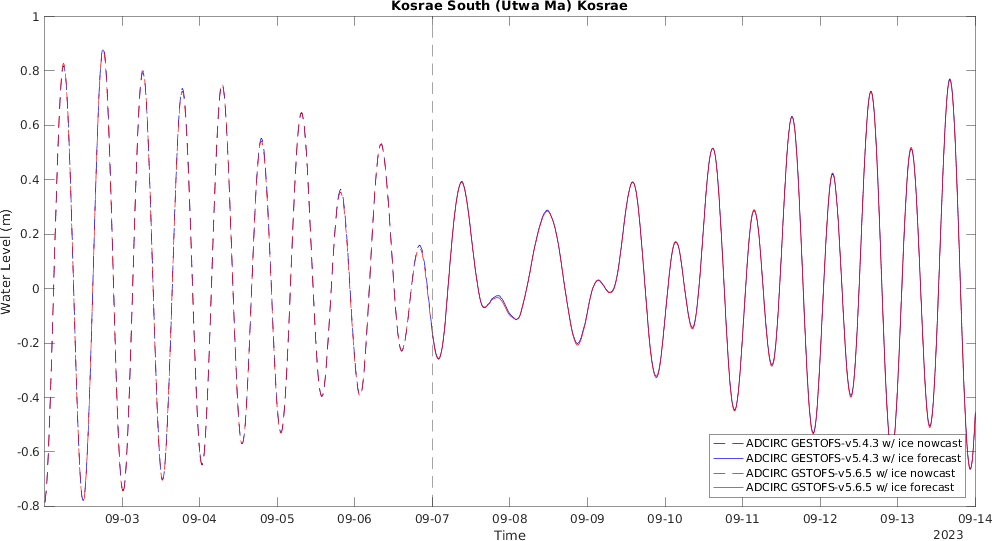 Kosrae South (Utwa Ma) Kosrae
1
0.8
0.6
0.4
0.2
0
-0.2
-0.4
-0.6
-0.8
Water Level (m)
09-03 09-04 09-05 09-06 09-07 09-08 09-09 09-10 09-11 09-12 09-13 09-14
Time
2023
ADCIRC GESTOFS-v5.4.3 w/ ice nowcast
ADCIRC GESTOFS-v5.4.3 w/ ice forecast
ADCIRC GSTOFS-v5.6.5 w/ ice nowcast
ADCIRC GSTOFS-v5.6.5 w/ ice forecast